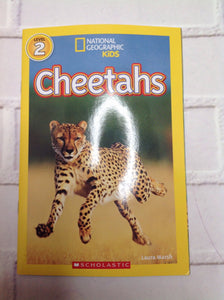 LEVEL
2
NATIONAL
GEOGRAPHIC
KiDS
Cheetahs
Laura Marsh
SCHOLASTIC